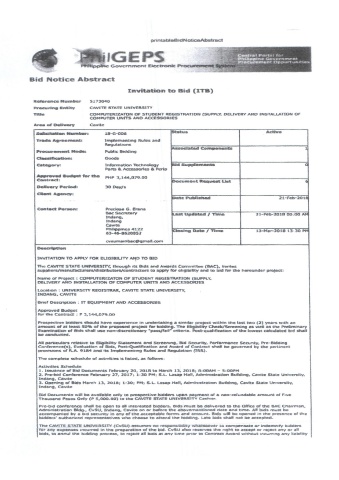 printableBidNoticeAbstract
PhilGEPS
Philippine Government Electronic Procurement System
Central Portal for
Philippine Government
Procurement Opportunities
Bid Notice Abstract
Invitation to Bid (ITB)
Reference Number 5173040
Procuring Entity CAVITE STATE UNIVERSITY
Title COMPUTERIZATION OF STUDENT REGISTRATION (SUPPLY, DELIVERY AND INSTALLATION OF
COMPUTER UNITS AND ACCESSORIES
Area of Delivery Cavite
Solicitation Number: 18-G-006
Trade Agreement: Implementing Rules and
Regulations
Procurement Mode: Public Bidding
Classification: Goods
Category: Information Technology
Parts & Accessories & Perip
Approved Budget for the
Contract: PHP 7,144,079.00
Delivery Period: 30 Day/s
Client Agency:
Contact Person:
Bac Secretary
Indang,
Indang
Cavite
Philippines 4122
cvsumainbac@gmail.com
Status Active
Associated Components 1
Bid Supplements 0
Document Request List 6
Date Published 21-Feb-2018
Last Updated / Time 21-Feb-2018 00:00 AM
Closing Date / Time 13-Mar-2018 13:30 PM
Description
INVITATION TO APPLY FOR ELIGIBILITY AND TO BID
The CAVITE STATE UNIVERSITY, through its Bids and Awards Committee (BAC), invites
suppliers/manufacturers/distributors/contractors to apply for eligibility and to bid for the hereunder project:
Name of Project : COMPUTERIZATION OF STUDENT REGISTRATION (SUPPLY,
DELIVERY AND INSTALLATION OF COMPUTER UNITS AND ACCESSORIES
Location : UNIVERSITY REGISTRAR, CAVITE STATE UNIVERSITY,
INDANG, CAVITE
Brief Description : IT EQUIPMENT AND ACCESSORIES
Approved Budget
for the Contract : P 7,144,079.00
Prospective bidders should have experience in undertaking a similar project within the last two (2) years with an
amount of at least 50% of the proposed project for bidding. The Eligibility Check/Screening as well as the Preliminary
Examination of Bids shall use non-discretionary "pass/fail" criteria. Post-qualification of the lowest calculated bid shall
be conducted.
All particulars related to Eligibility Statement and Screening, Bid Security, Performance Security, Pre-Bidding
Conference(s), Evaluation of Bids, Post-Qualification and Award of Contract shall be governed by the pertinent
provisions of R.A. 9184 and its Implementing Rules and Regulation (IRR).
The complete schedule of activities is listed, as follows:
Activities Schedule
1. Issuance of Bid Documents February 20, 2018 to March 13, 2018; 8:00AM – 5:00PM
2. Pre-bid Conference February 27, 2017; 1:30 PM; S.L. Lasap Hall, Administration Building, Cavite State University,
Indang, Cavite
3. Opening of Bids March 13, 2018; 1:30 PM; S.L. Lasap Hall, Administration Building, Cavite State University,
Indang, Cavite
Bid Documents will be available only to prospective bidders upon payment of a non-refundable amount of Five
Thousand Pesos Only (P 5,000.00) to the CAVITE STATE UNIVERSITY Cashier.
Pre-bid conference shall be open to all interested bidders. Bids must be delivered to the Office of the BAC Chairman,
Administration Bldg., CvSU, Indang, Cavite on or before the abovementioned date and time. All bids must be
accompanied by a bid security in any of the acceptable forms and amount. Bids will be opened in the presence of the
bidders' authorized representatives who choose to attend the bidding. Late bids shall not be accepted.
The CAVITE STATE UNIVERSITY (CvSU) assumes no responsibility whatsoever to compensate or indemnify bidders
for any expenses incurred in the preparation of the bid. CvSU also reserves the right to accept or reject any or all
bids, to annul the bidding process, to reject all bids at any time prior to Contract Award without incurring any liability